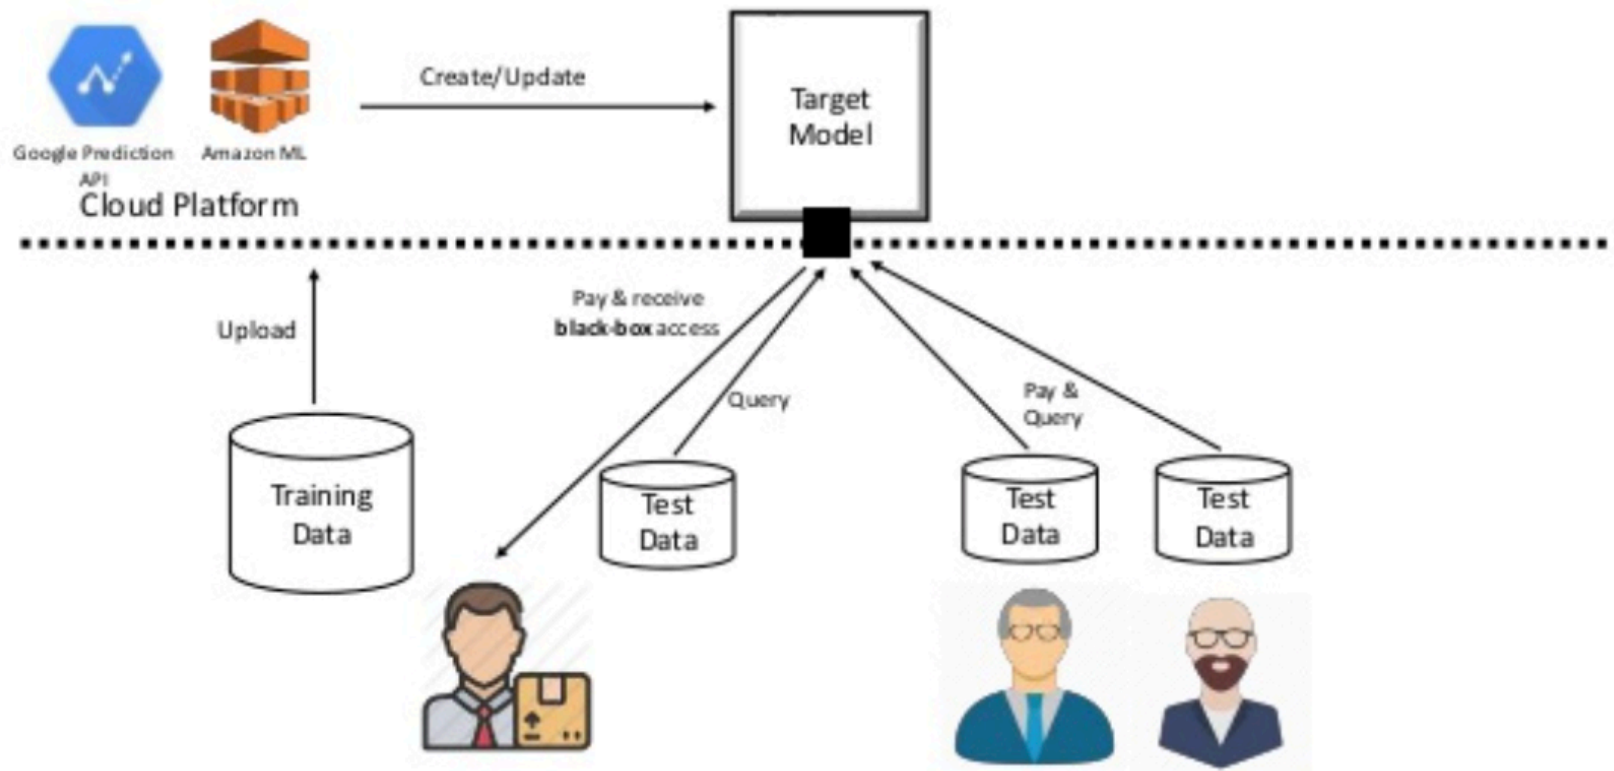 Create/Update
Target
Model
Google Prediction
API
Amazon ML
Cloud Platform
Upload
Pay & receive
black-box access
Query
Pay &
Query
Training
Data
Test
Data
Test
Data
Test
Data